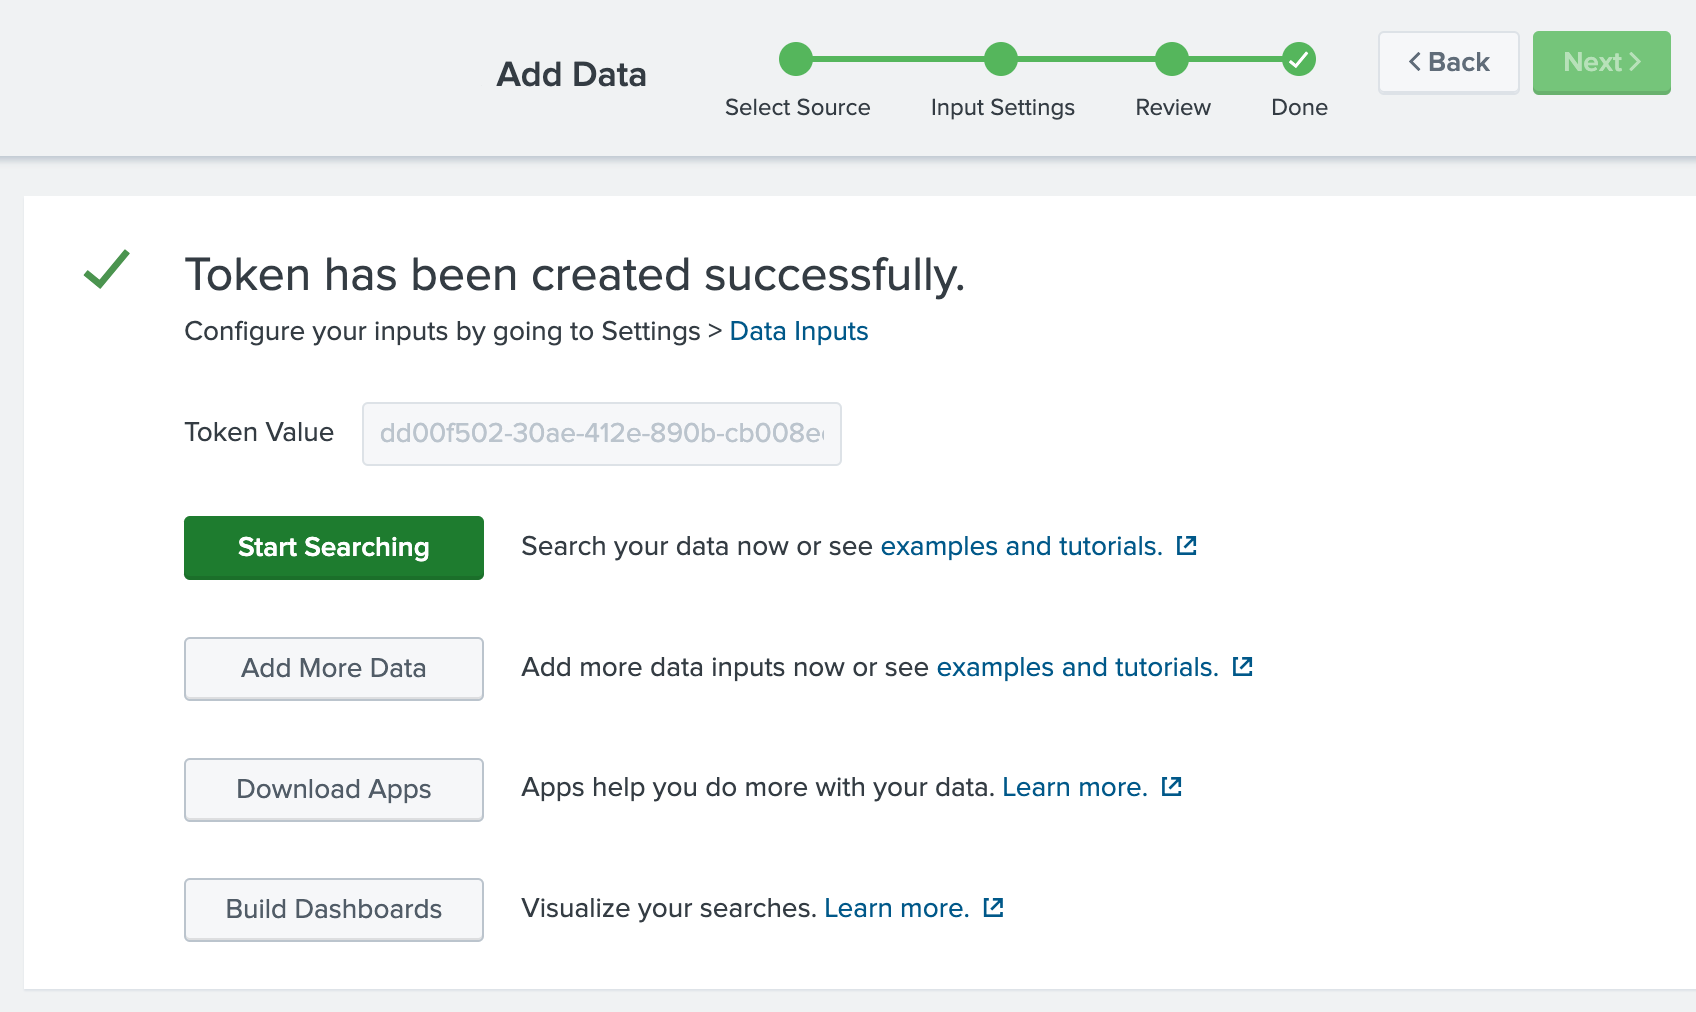 Add Data
Select Source
Input Settings
Review
Done
Back
Next
Token has been created successfully.
Configure your inputs by going to Settings > Data Inputs
Token Value
dd00f502-30ae-412e-890b-cb008e
Start Searching
Search your data now or see examples and tutorials.
Add More Data
Add more data inputs now or see examples and tutorials.
Download Apps
Apps help you do more with your data. Learn more.
Build Dashboards
Visualize your searches. Learn more.